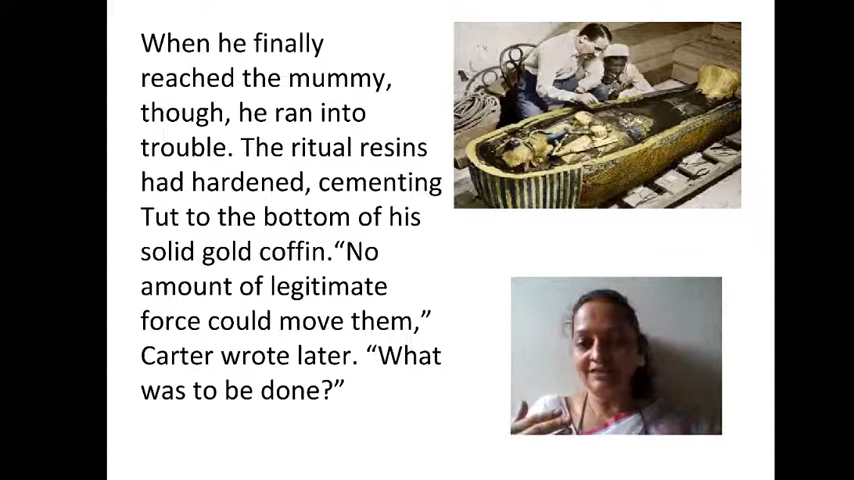 When he finally
reached the mummy,
though, he ran into
trouble. The ritual resins
had hardened, cementing
Tut to the bottom of his
solid gold coffin.“No
amount of legitimate
force could move them,”
Carter wrote later. “What
was to be done?”